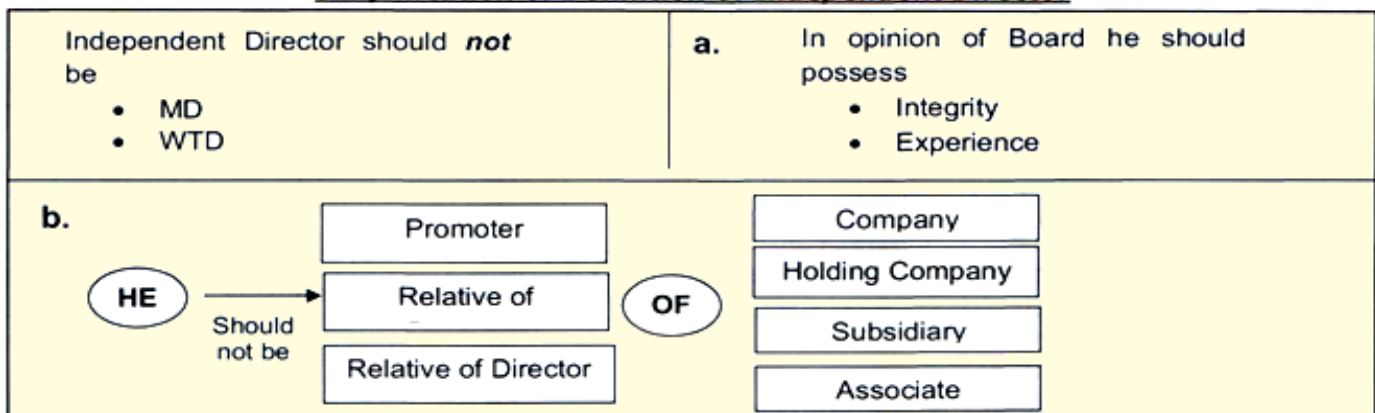 Independent Director should not
be
• MD
• WTD
a.
In opinion of Board he should
possess
• Integrity
• Experience
b.
HE
Should
not be
Promoter
Relative of
Relative of Director
OF
Company
Holding Company
Subsidiary
Associate